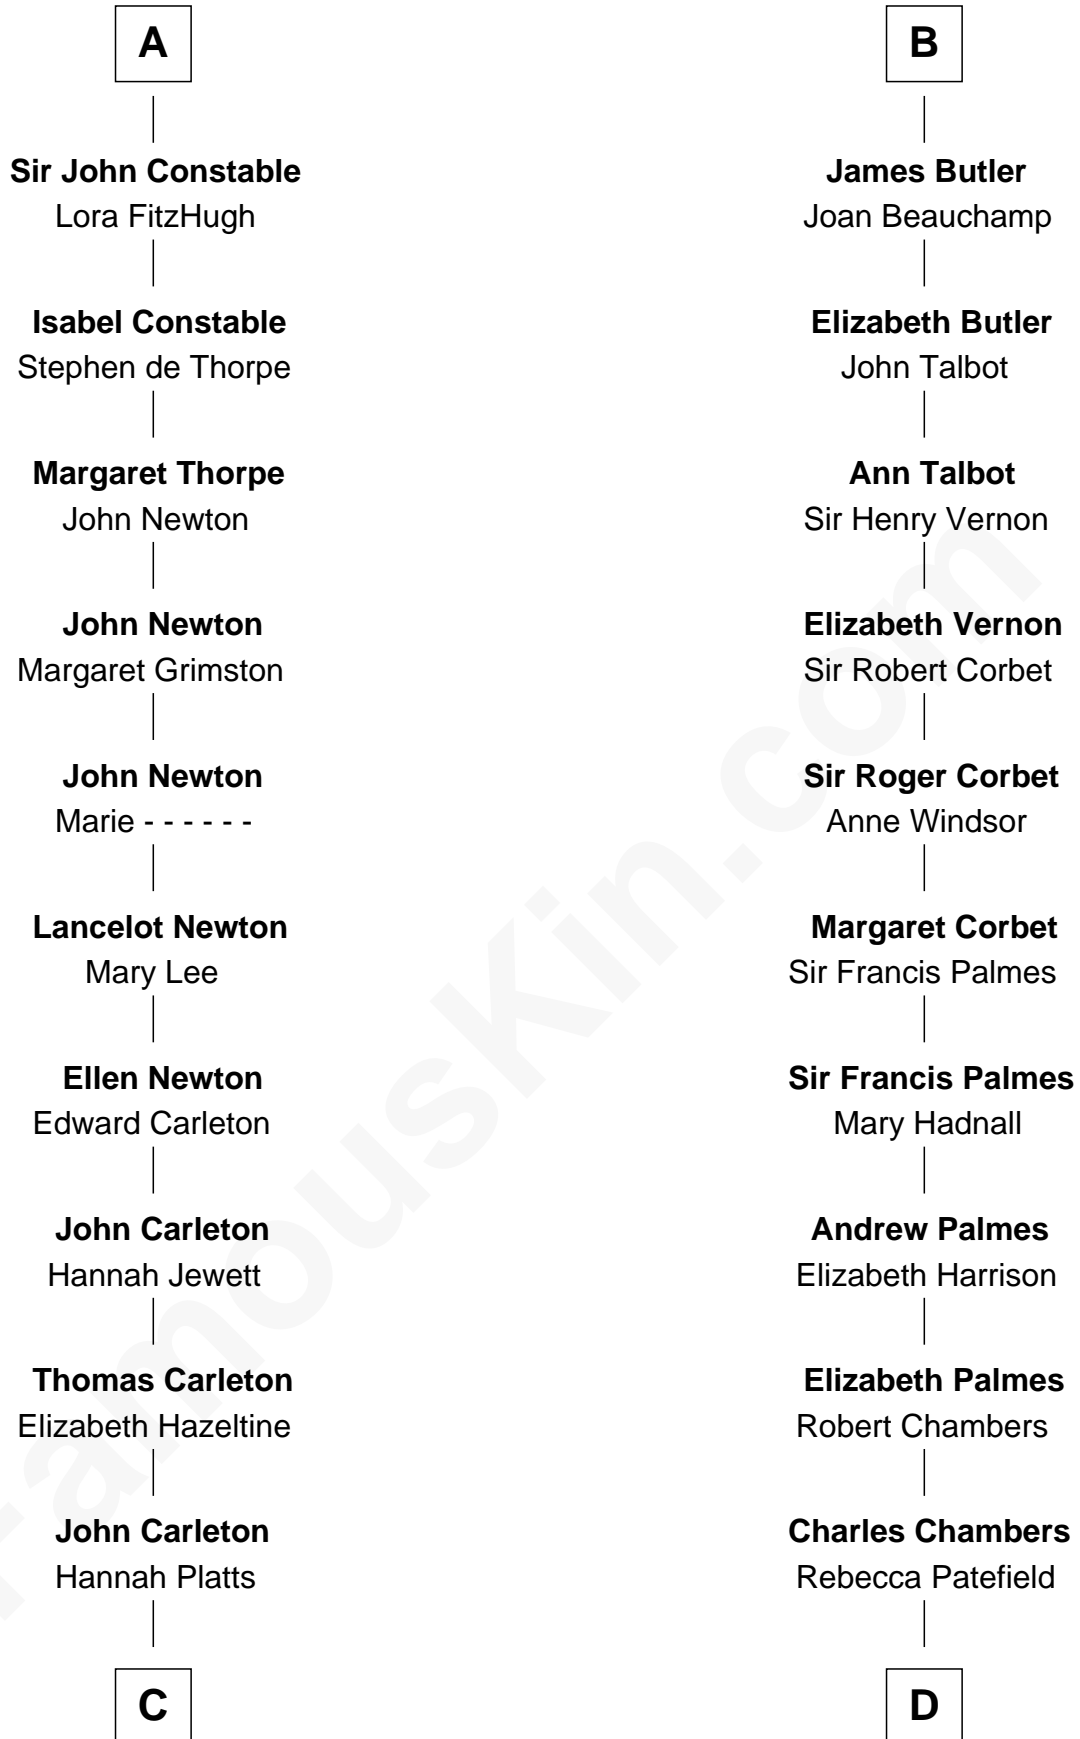 A
Sir John Constable
Lora FitzHugh
Isabel Constable
Stephen de Thorpe
Margaret Thorpe
John Newton
John Newton
Margaret Grimston
John Newton
Marie - - - - - -
Lancelot Newton
Mary Lee
Ellen Newton
Edward Carleton
John Carleton
Hannah Jewett
Thomas Carleton
Elizabeth Hazeltine
John Carleton
Hannah Platts
C
B
James Butler
Joan Beauchamp
Elizabeth Butler
John Talbot
Ann Talbot
Sir Henry Vernon
Elizabeth Vernon
Sir Robert Corbet
Sir Roger Corbet
Anne Windsor
Margaret Corbet
Sir Francis Palmes
Sir Francis Palmes
Mary Hadnall
Andrew Palmes
Elizabeth Harrison
Elizabeth Palmes
Robert Chambers
Charles Chambers
Rebecca Patefield
D
FamousKin.com